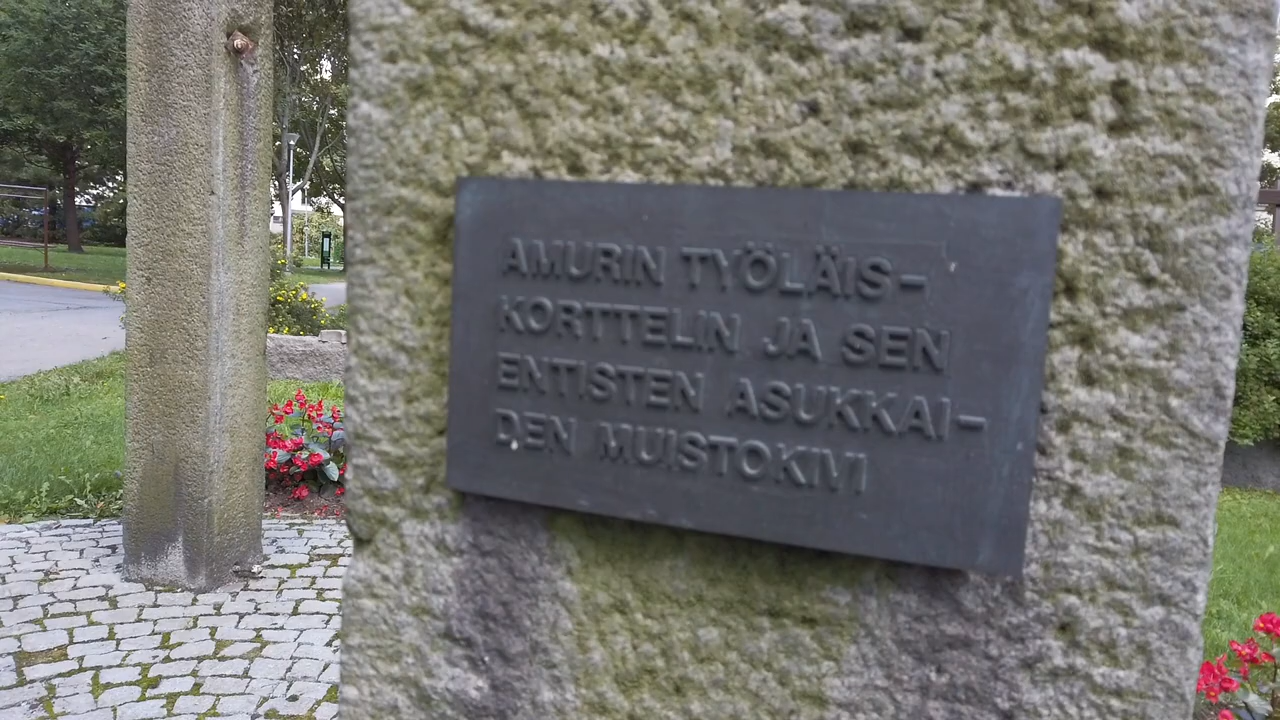 AMURIN TYÖLÄIS-
KORTTELIN JA SEN
ENTISTEN ASUKKAI-
DEN MUISTOKIVI